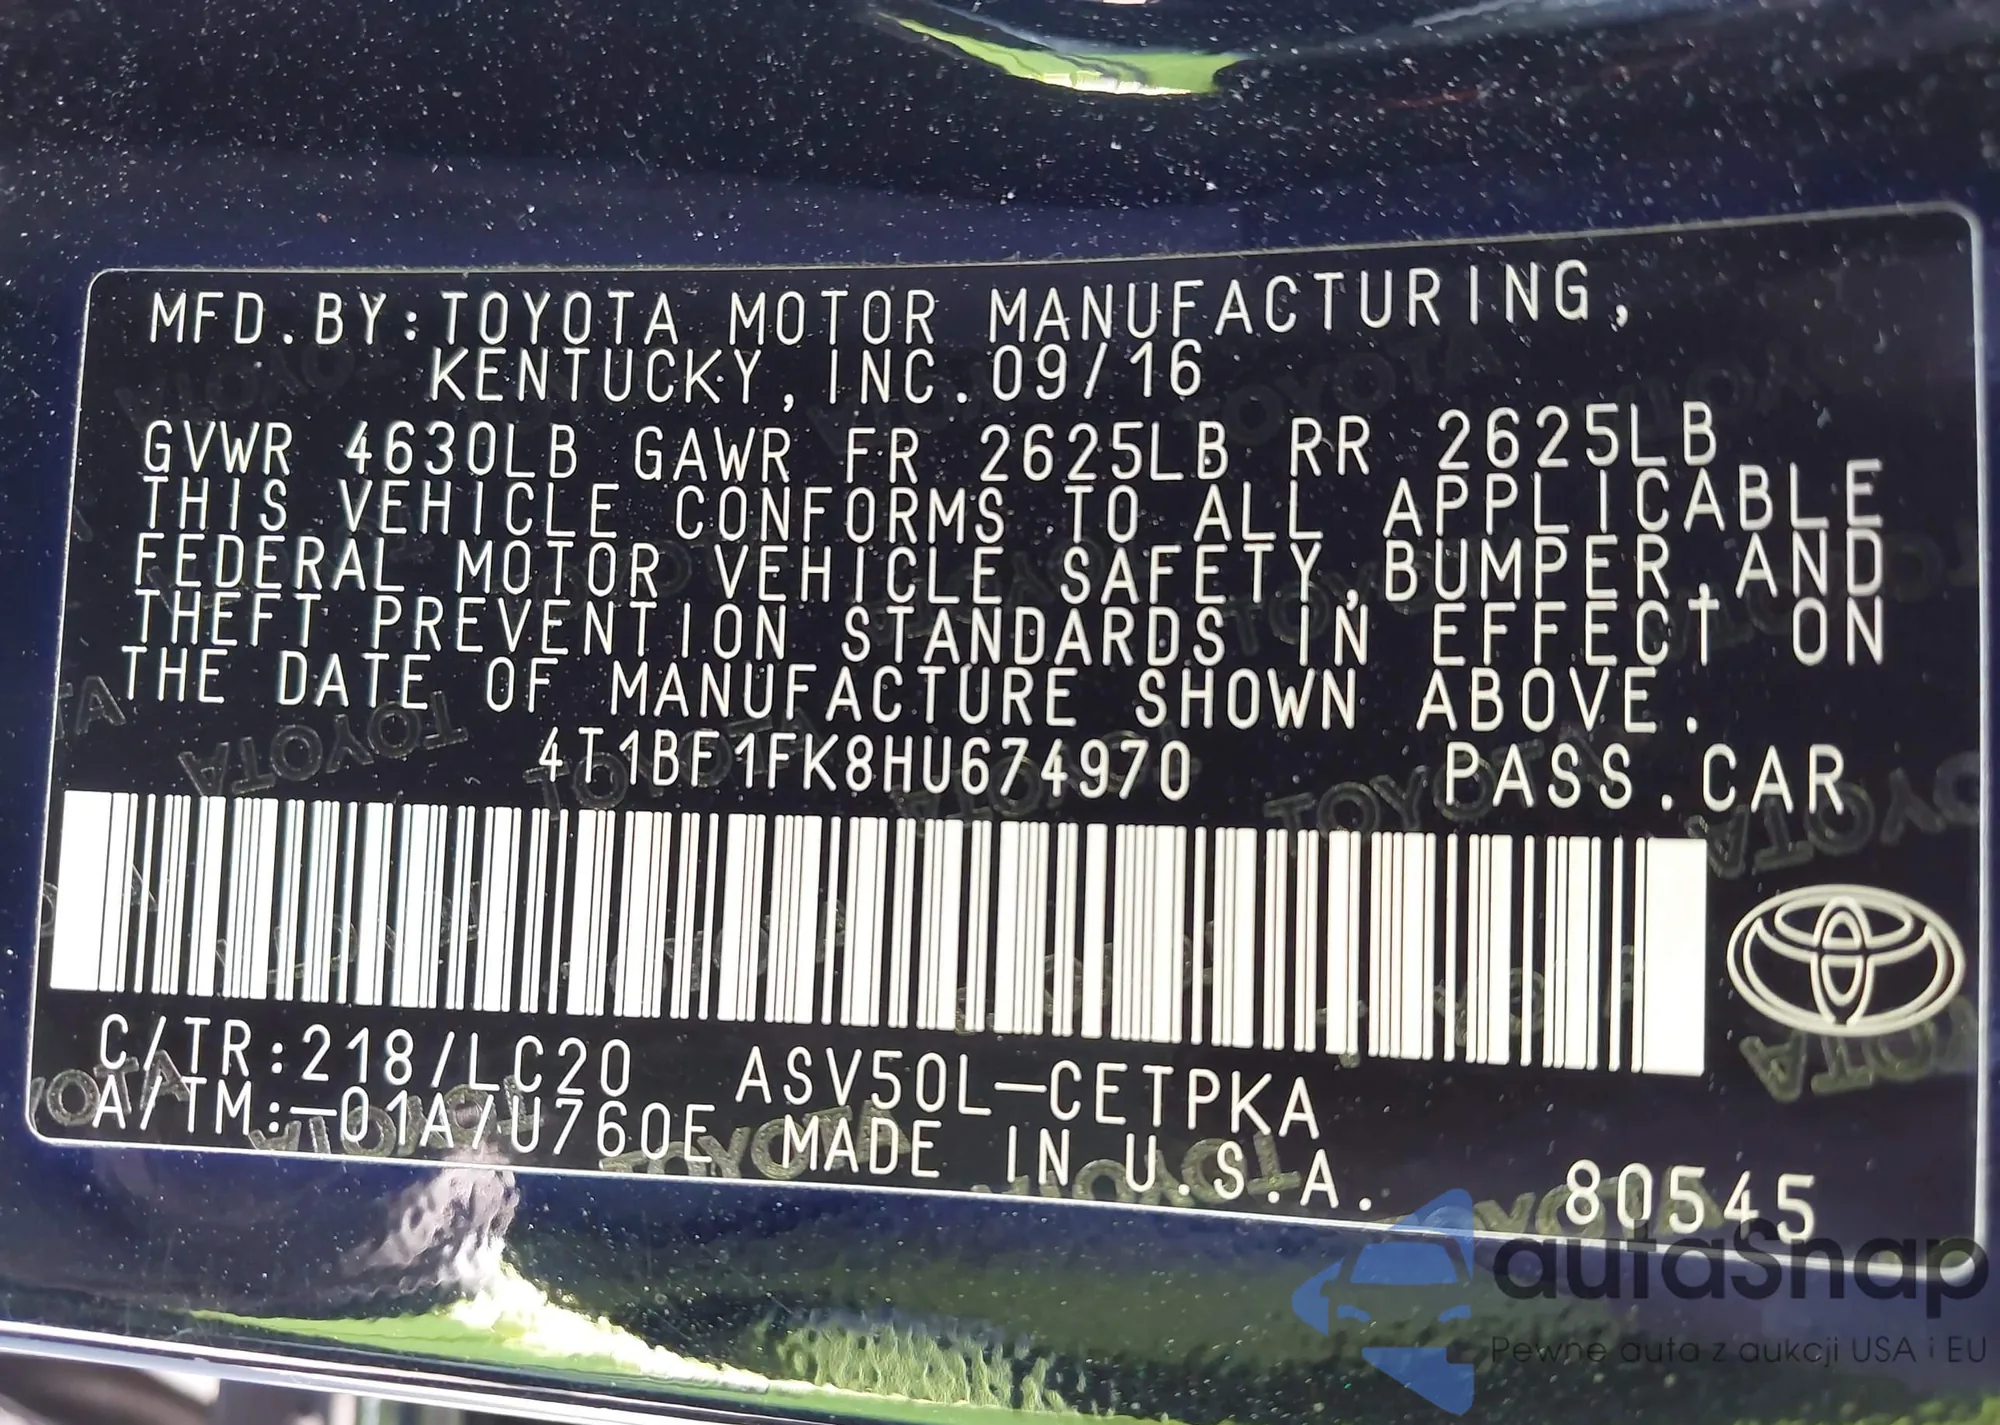 MFD.BY:TOYOTA MOTOR MANUFACTURING,
KENTUCKY, INC. 09/16
GVWR 4630LB GAWR FR 2625LB RR 2625LB
THIS VEHICLE CONFORMS TO ALL APPLICABLE
FEDERAL MOTOR VEHICLE SAFETY, BUMPER, AND
THEFT PREVENTION STANDARDS IN EFFECT ON
THE DATE OF MANUFACTURE SHOWN ABOVE.
4T1BF1FK8HU674970 PASS.CAR
C/TR:218/LC20 ASV50L-CETPKA
A/TM:-01A/U760E MADE IN U.S.A. 80545
autaSnap
Pewne auta z aukcji USA i EU